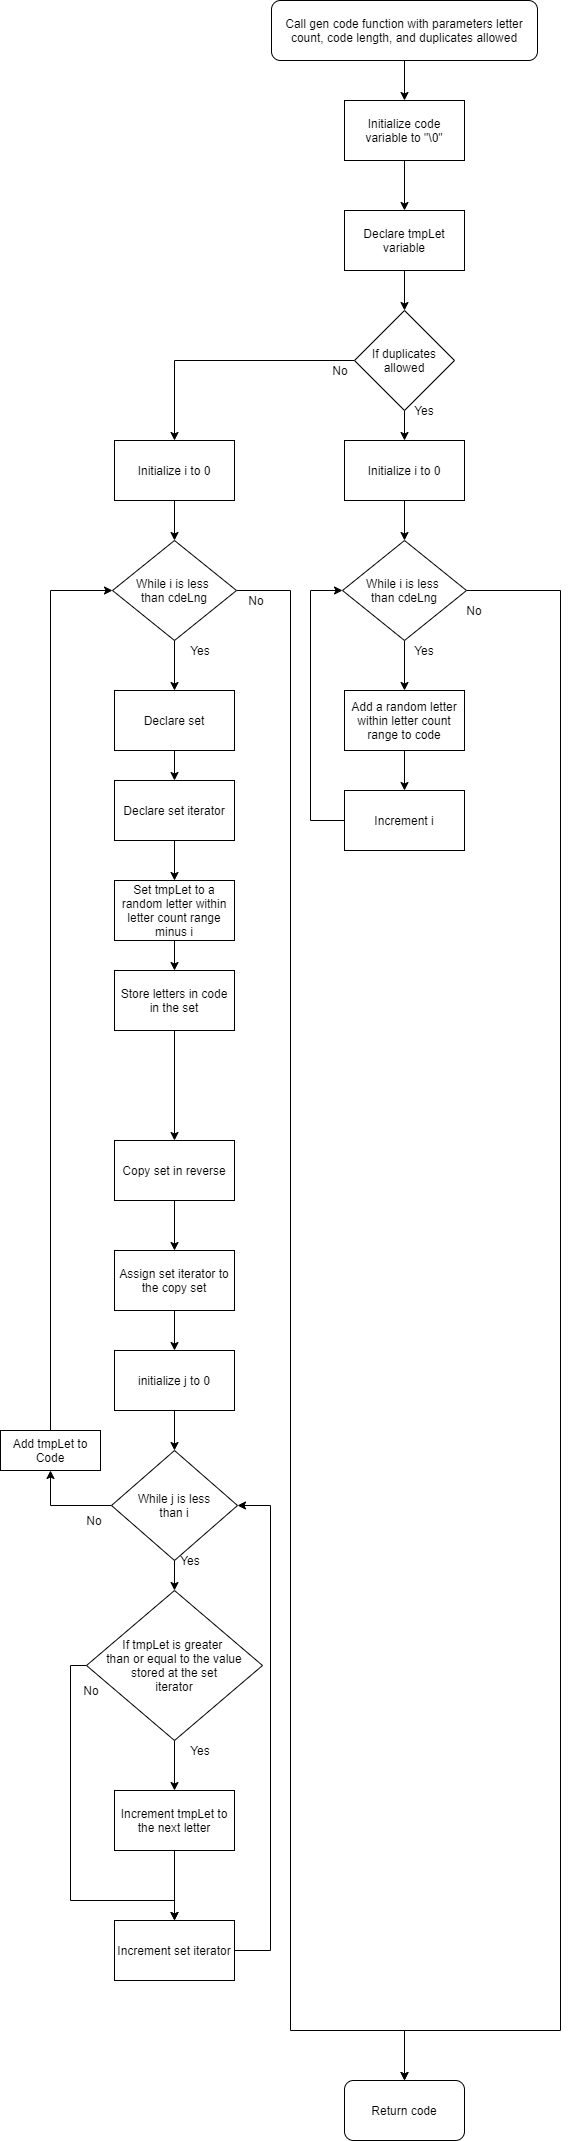 Call gen code function with parameters letter
count, code length, and duplicates allowed
Initialize code
variable to "\0"
Declare tmpLet
variable
If duplicates
allowed
No
Yes
Initialize i to 0
Initialize i to 0
While i is less
than cdeLng
While i is less
than cdeLng
No
No
Yes
Yes
Declare set
Add a random letter
within letter count
range to code
Declare set iterator
Increment i
Set tmpLet to a
random letter within
letter count range
minus i
Store letters in code
in the set
Copy set in reverse
Assign set iterator to
the copy set
initialize j to 0
Add tmpLet to
Code
While j is less
than i
No
Yes
If tmpLet is greater
than or equal to the value
stored at the set
iterator
No
Yes
Increment tmpLet to
the next letter
Increment set iterator
Return code